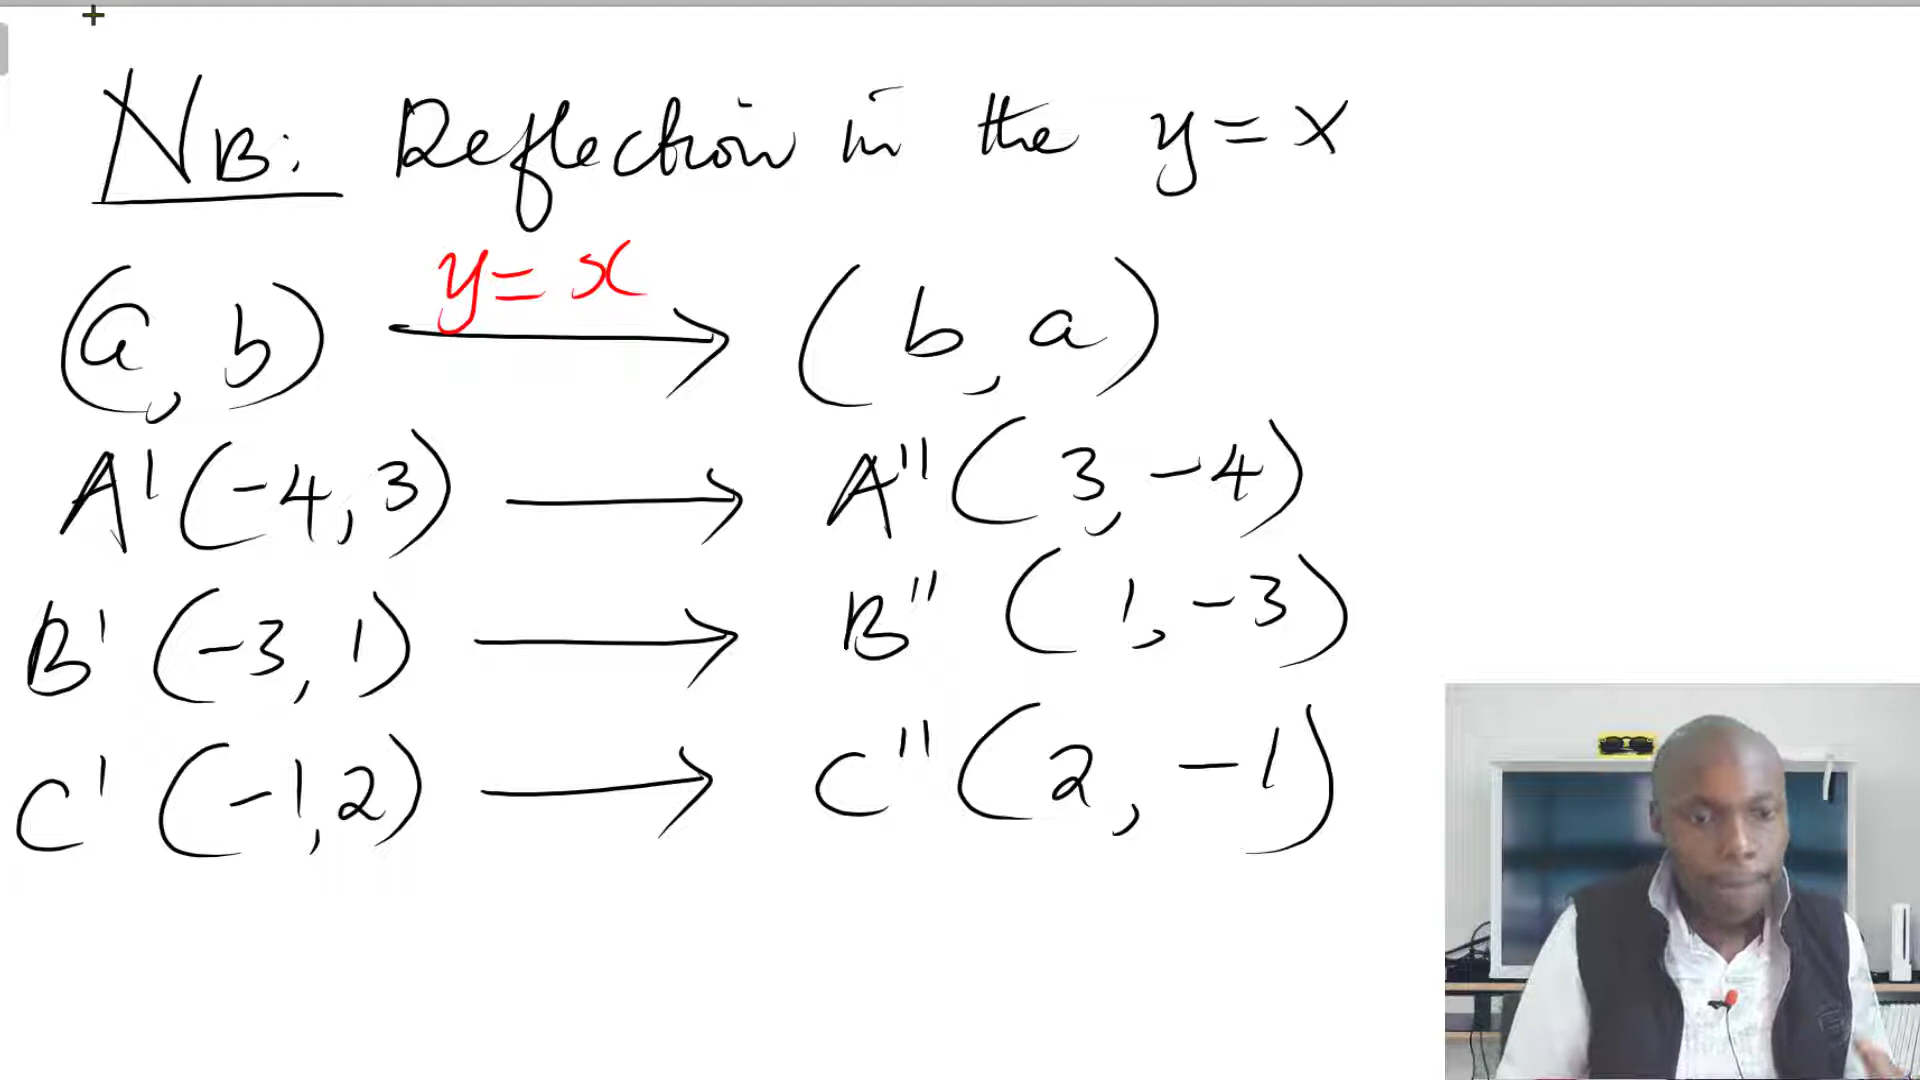 NB: Reflection in the y = x
y = x
(a, b) → (b, a)
A' (-4, 3) → A" (3, -4)
B' (-3, 1) → B" (1, -3)
C' (-1, 2) → C" (2, -1)